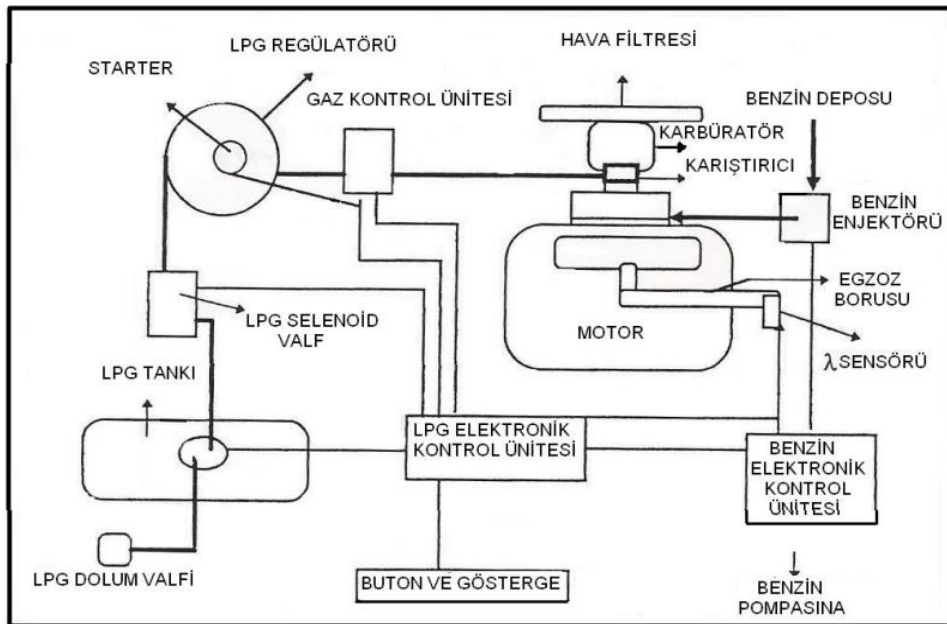 LPG REGÜLATÖRÜ
STARTER
GAZ KONTROL ÜNİTESİ
HAVA FİLTRESİ
BENZİN DEPOSU
KARBÜRATÖR
KARIŞTIRICI
BENZİN
ENJEKTÖRÜ
EGZOZ
BORUSU
MOTOR
λ SENSÖRÜ
LPG SELENOİD
VALF
LPG TANKI
LPG ELEKTRONİK
KONTROL ÜNİTESİ
BENZİN
ELEKTRONİK
KONTROL
ÜNİTESİ
LPG DOLUM VALFİ
BUTON VE GÖSTERGE
BENZİN
POMPASINA